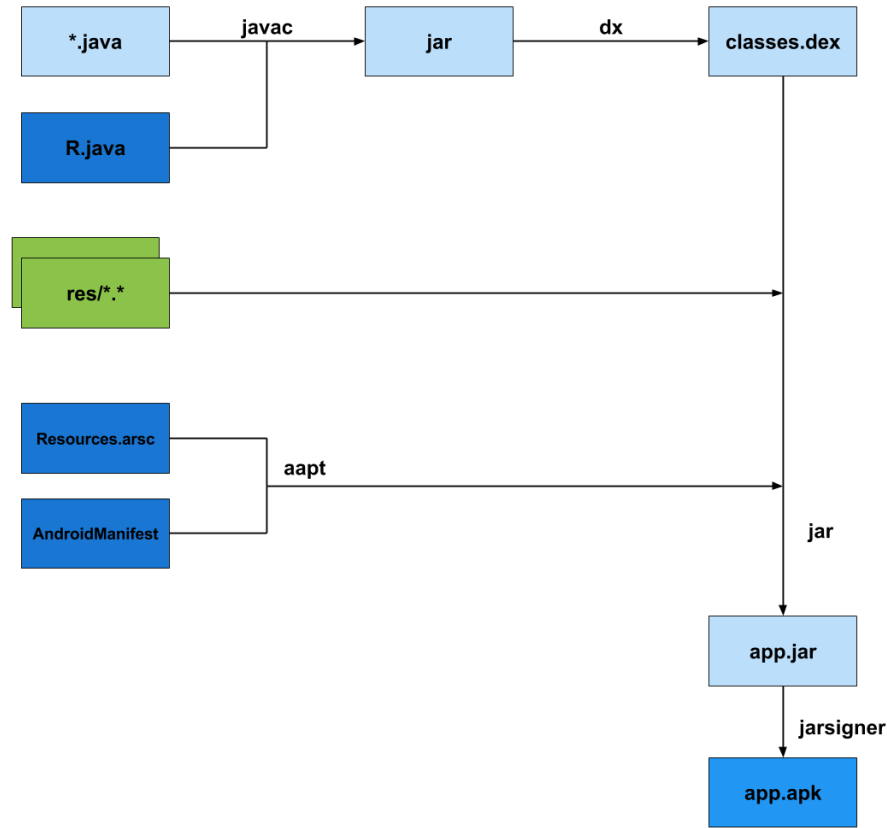 *.java
javac
jar
dx
classes.dex
R.java
res/*.*
Resources.arsc
aapt
AndroidManifest
jar
app.jar
jarsigner
app.apk